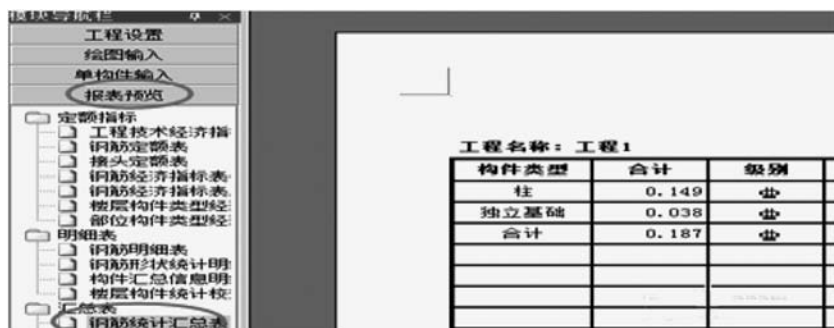 模块导航栏
工程设置
绘图输入
单构件输入
报表预览
定额指标
工程技术经济指
钢筋定额表
接头定额表
钢筋经济指标表
钢筋经济指标表
楼层构件类型经
部位构件类型经
明细表
钢筋明细表
钢筋形状统计明
构件汇总信息明
楼层构件统计校
汇总表
钢筋统计汇总表
工程名称：工程1
构件类型 合计 级别
柱 0.149
独立基础 0.038
合计 0.187